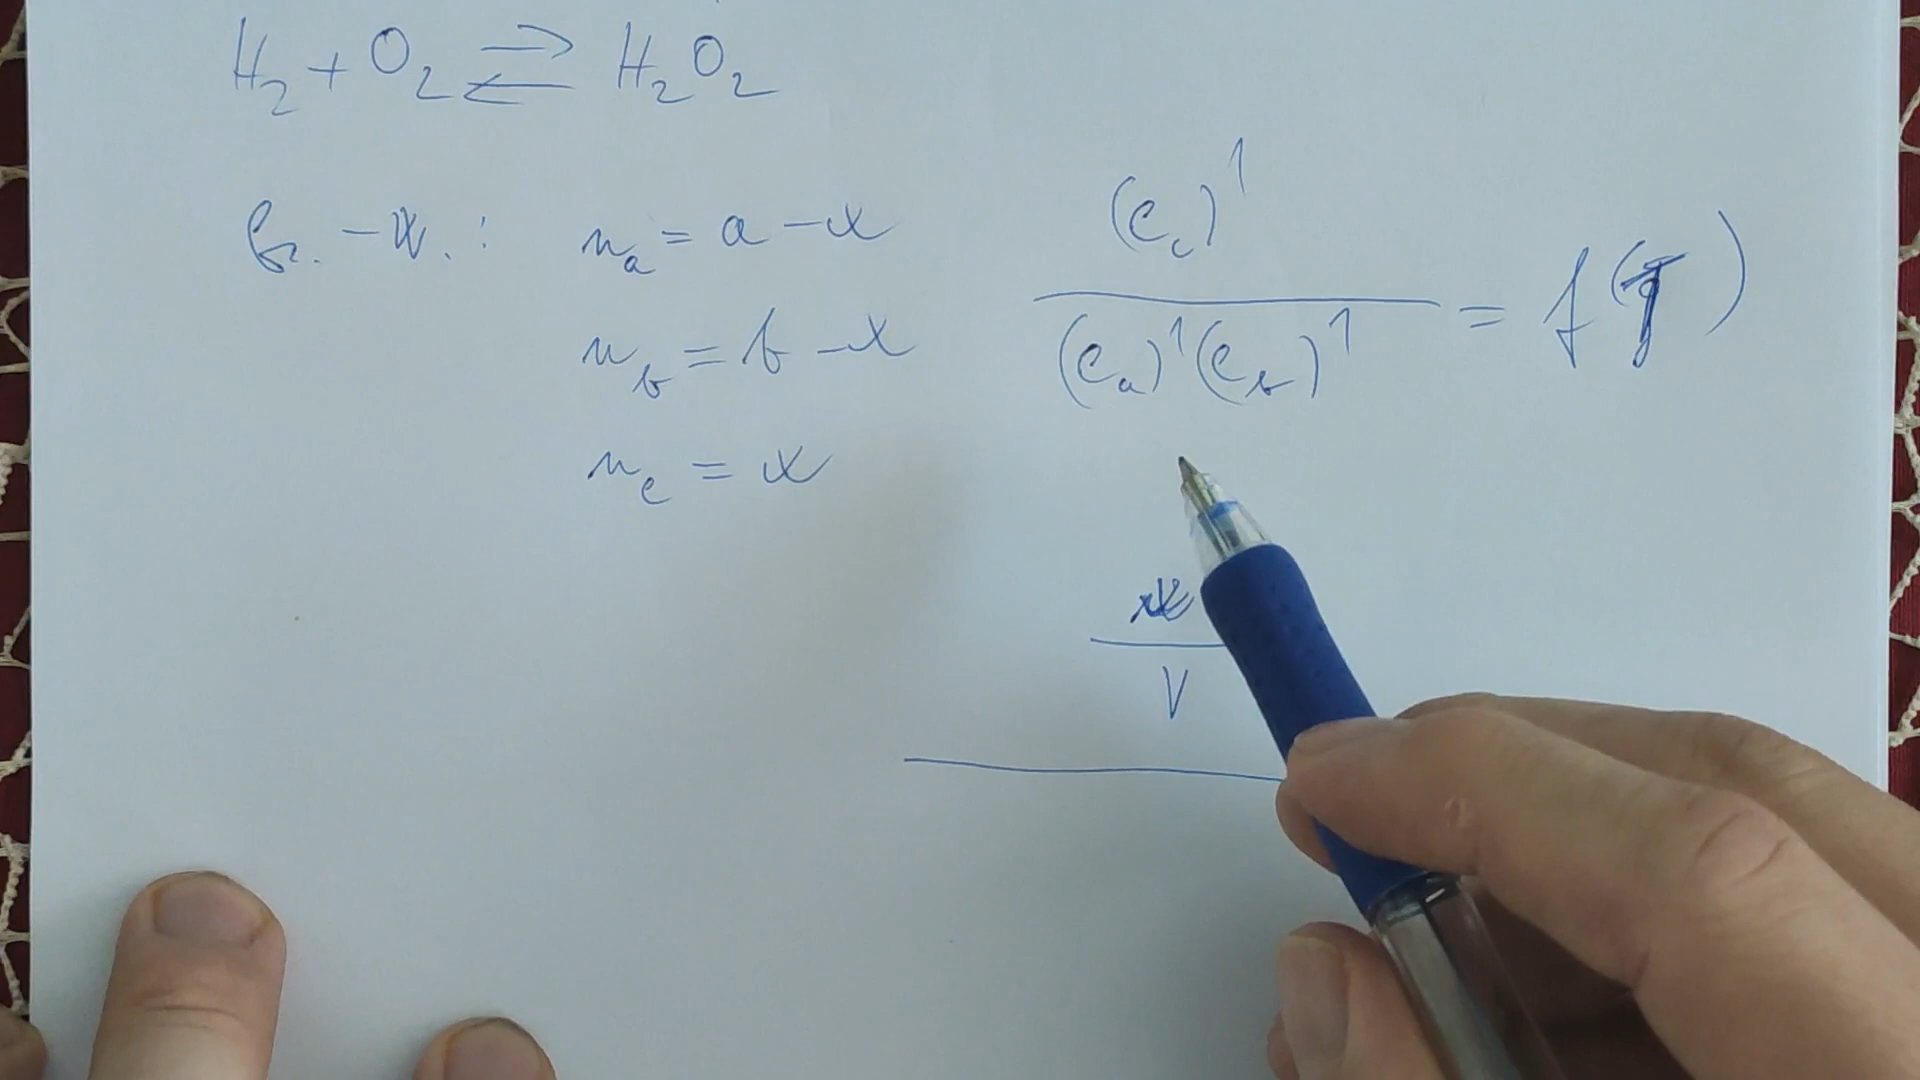 H₂ + O₂ ⇌ H₂O₂
n_a = a - x
n_b = b - x
n_c = x
(c_c)¹ / (c_a)¹(c_b)¹ = f(T)
x / V